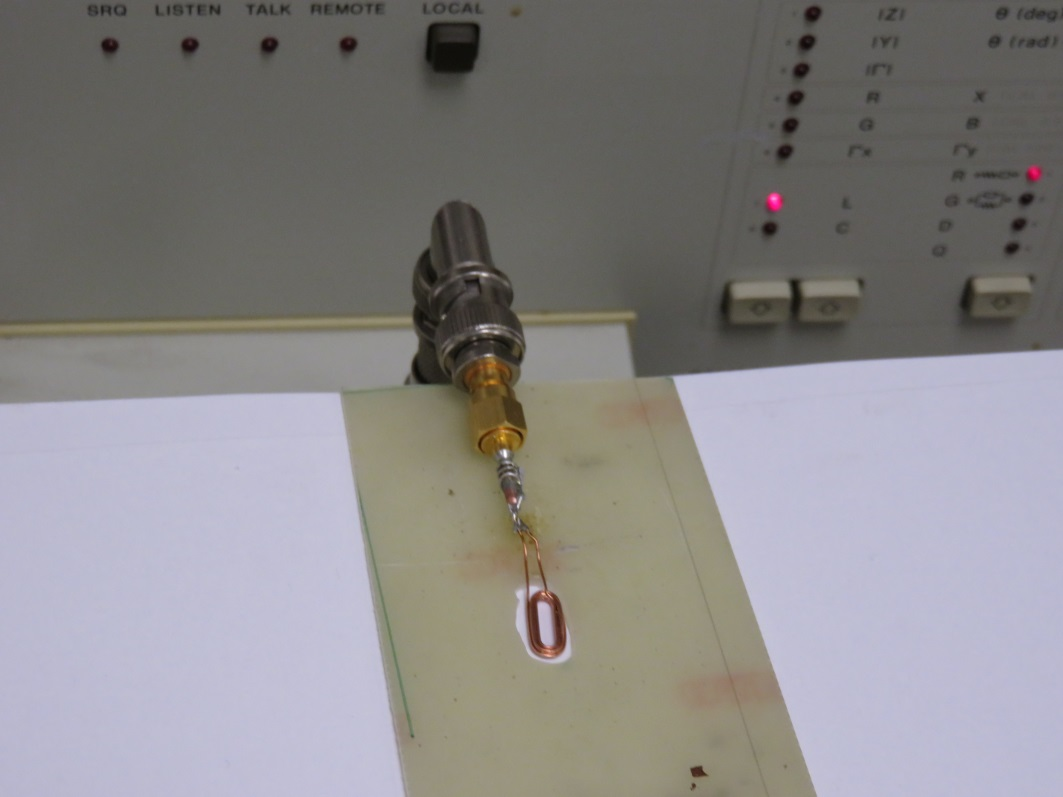 SRQ LISTEN TALK REMOTE LOCAL
|Z| θ (deg
|Y| θ (rad)
|Γ|
R X
G B
Γx Γy
R
L G
C D
Q